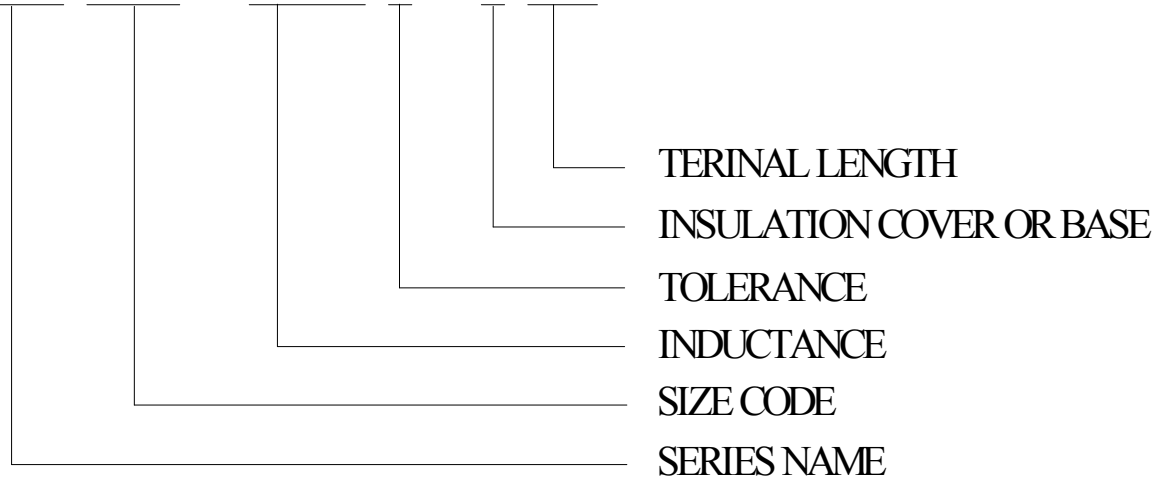 TERINAL LENGTH
INSULATION COVER OR BASE
TOLERANCE
INDUCTANCE
SIZE CODE
SERIES NAME